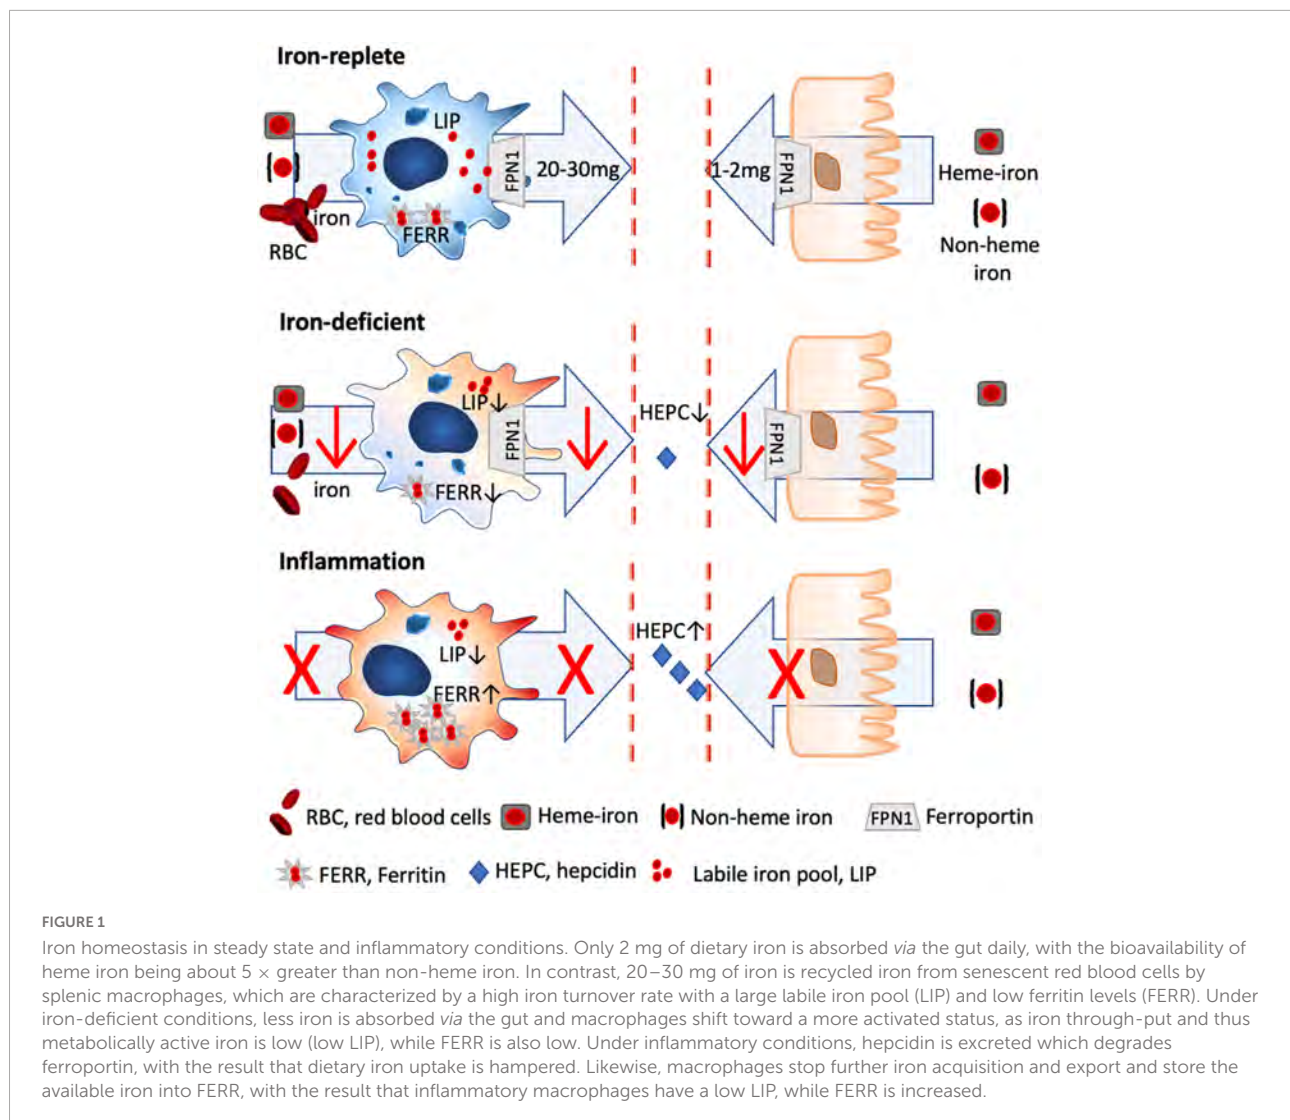 Iron-replete
LIP
FPN1
20-30mg
1-2mg
FPN1
Heme-iron
iron
RBC
FERR
Non-heme
iron
Iron-deficient
LIP↓
FPN1
HEPC↓
FPN1
iron
FERR↓
Inflammation
HEPC↑
LIP↓
FERR↑
X
X
X
RBC, red blood cells
Heme-iron
Non-heme iron
FPN1
Ferroportin
FERR, Ferritin
HEPC, hepcidin
Labile iron pool, LIP
FIGURE 1
Iron homeostasis in steady state and inflammatory conditions. Only 2 mg of dietary iron is absorbed via the gut daily, with the bioavailability of
heme iron being about 5 × greater than non-heme iron. In contrast, 20–30 mg of iron is recycled iron from senescent red blood cells by
splenic macrophages, which are characterized by a high iron turnover rate with a large labile iron pool (LIP) and low ferritin levels (FERR). Under
iron-deficient conditions, less iron is absorbed via the gut and macrophages shift toward a more activated status, as iron through-put and thus
metabolically active iron is low (low LIP), while FERR is also low. Under inflammatory conditions, hepcidin is excreted which degrades
ferroportin, with the result that dietary iron uptake is hampered. Likewise, macrophages stop further iron acquisition and export and store the
available iron into FERR, with the result that inflammatory macrophages have a low LIP, while FERR is increased.